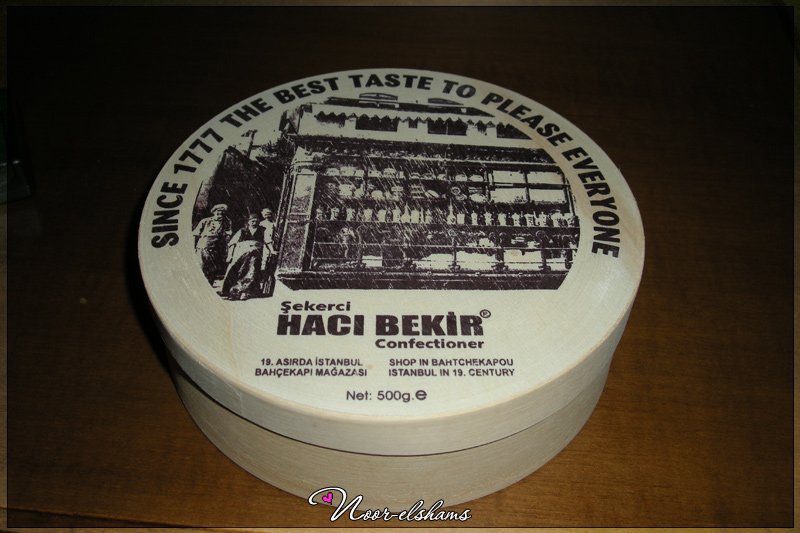 SINCE 1777 THE BEST TASTE TO PLEASE EVERYONE
Şekerci
HACI BEKİR®
Confectioner
19. ASIRDA İSTANBUL
BAHÇEKAPI MAĞAZASI
SHOP IN BAHTCHEKAPOU
ISTANBUL IN 19. CENTURY
Net: 500g.℮
Noor-elshams